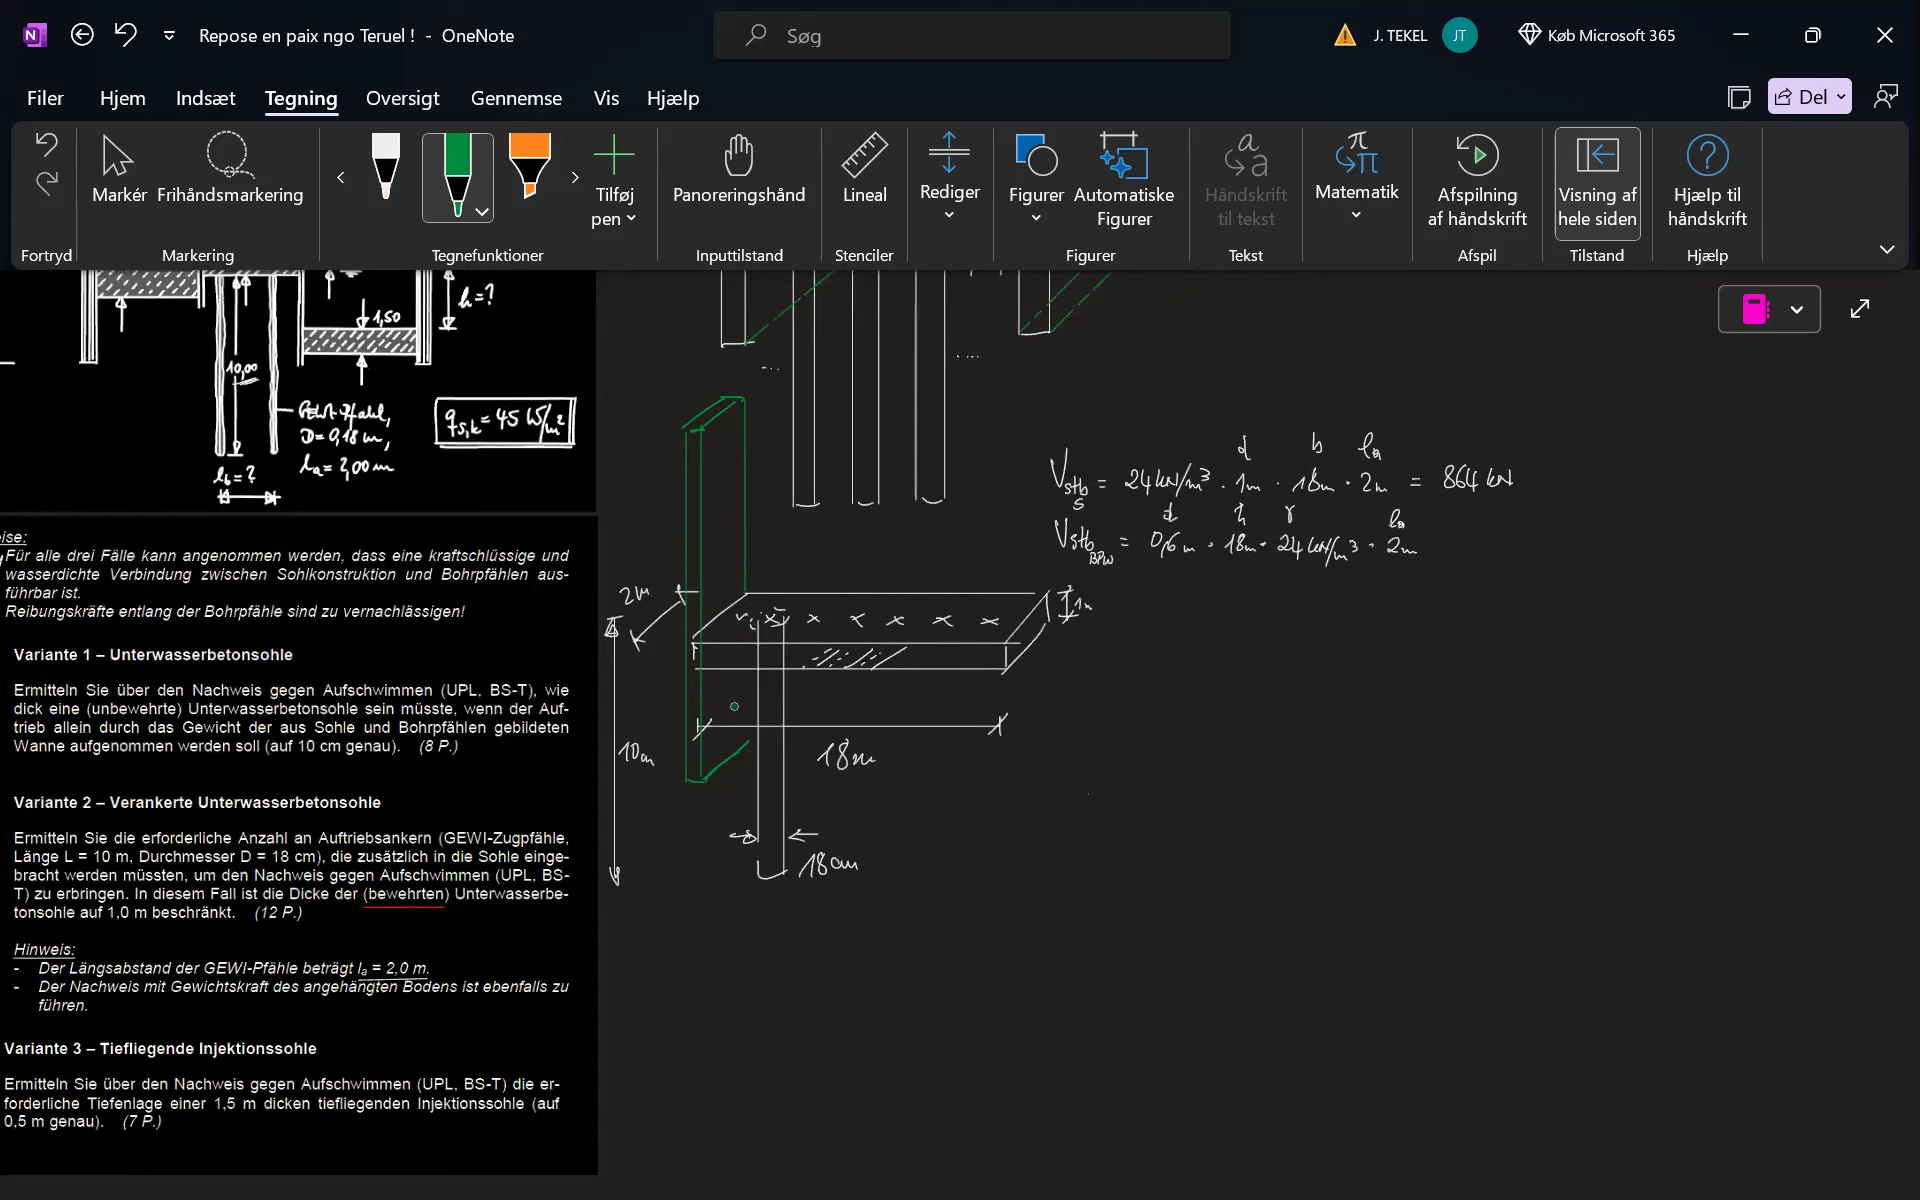 Repose en paix ngo Teruel ! - OneNote
Søg
J. TEKEL
JT
Køb Microsoft 365
Filer
Hjem
Indsæt
Tegning
Oversigt
Gennemse
Vis
Hjælp
Del
Markér
Frihåndsmarkering
Tilføj
pen
Panoreringshånd
Lineal
Rediger
Figurer
Automatiske
Figurer
Håndskrift
til tekst
Matematik
Afspilning
af håndskrift
Visning af
hele siden
Hjælp til
håndskrift
Fortryd
Markering
Tegnefunktioner
Inputtilstand
Stenciler
Figurer
Tekst
Afspil
Tilstand
Hjælp
h = ?
1,50
10,00
D = 0,18 m,
la = 2,00 m
lb = ?
qs,k = 45 kN/m²
eise:
Für alle drei Fälle kann angenommen werden, dass eine kraftschlüssige und
wasserdichte Verbindung zwischen Sohlkonstruktion und Bohrpfählen aus-
führbar ist.
Reibungskräfte entlang der Bohrpfähle sind zu vernachlässigen!
Variante 1 – Unterwasserbetonsohle
Ermitteln Sie über den Nachweis gegen Aufschwimmen (UPL, BS-T), wie
dick eine (unbewehrte) Unterwasserbetonsohle sein müsste, wenn der Auf-
trieb allein durch das Gewicht der aus Sohle und Bohrpfählen gebildeten
Wanne aufgenommen werden soll (auf 10 cm genau). (8 P.)
Variante 2 – Verankerte Unterwasserbetonsohle
Ermitteln Sie die erforderliche Anzahl an Auftriebsankern (GEWI-Zugpfähle,
Länge L = 10 m, Durchmesser D = 18 cm), die zusätzlich in die Sohle einge-
bracht werden müssten, um den Nachweis gegen Aufschwimmen (UPL, BS-
T) zu erbringen. In diesem Fall ist die Dicke der (bewehrten) Unterwasserbe-
tonsohle auf 1,0 m beschränkt. (12 P.)
Hinweis:
- Der Längsabstand der GEWI-Pfähle beträgt la = 2,0 m.
- Der Nachweis mit Gewichtskraft des angehängten Bodens ist ebenfalls zu
führen.
Variante 3 – Tiefliegende Injektionssohle
Ermitteln Sie über den Nachweis gegen Aufschwimmen (UPL, BS-T) die er-
forderliche Tiefenlage einer 1,5 m dicken tiefliegenden Injektionssohle (auf
0,5 m genau). (7 P.)
d b la
Vstb S = 24 kN/m³ · 1m · 18m · 2m = 864 kN
d h γ la
Vstb BPW = 0,6 m · 18m · 24 kN/m³ · 2m
2m
1m
10m
18m
18cm